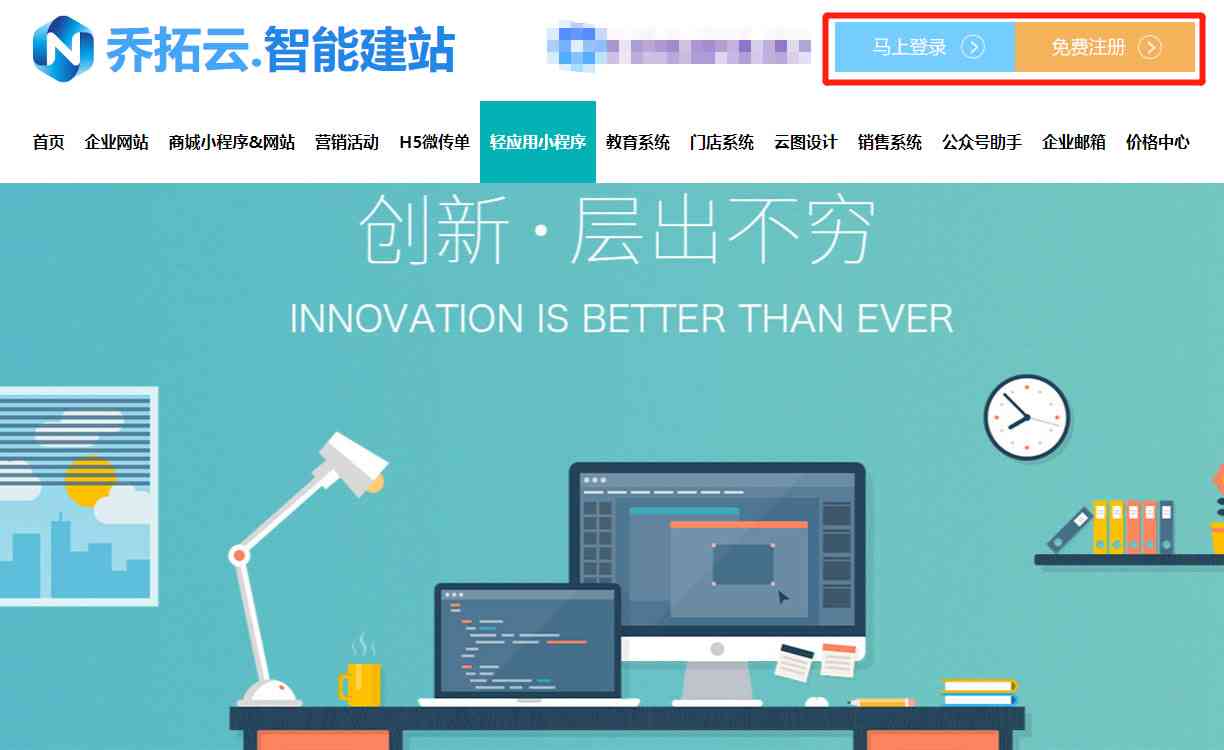 乔拓云.智能建站
马上登录
免费注册
首页 企业网站 商城小程序&网站 营销活动 H5微传单 轻应用小程序 教育系统 门店系统 云图设计 销售系统 公众号助手 企业邮箱 价格中心
创新·层出不穷
INNOVATION IS BETTER THAN EVER